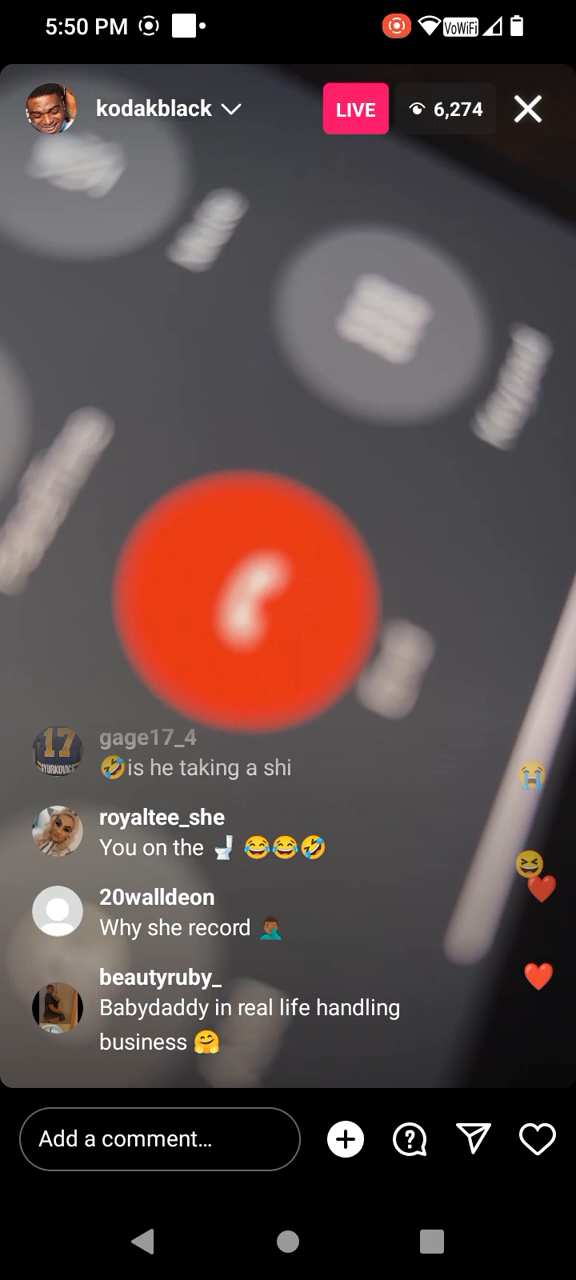 5:50 PM
VoWiFi
kodakblack
LIVE
6,274
17
gage17_4
🤣is he taking a shi
royaltee_she
You on the 🚽 😂😂🤣
20walldeon
Why she record 🤦🏾‍♂️
beautyruby_
Babydaddy in real life handling
business 🤗
Add a comment…